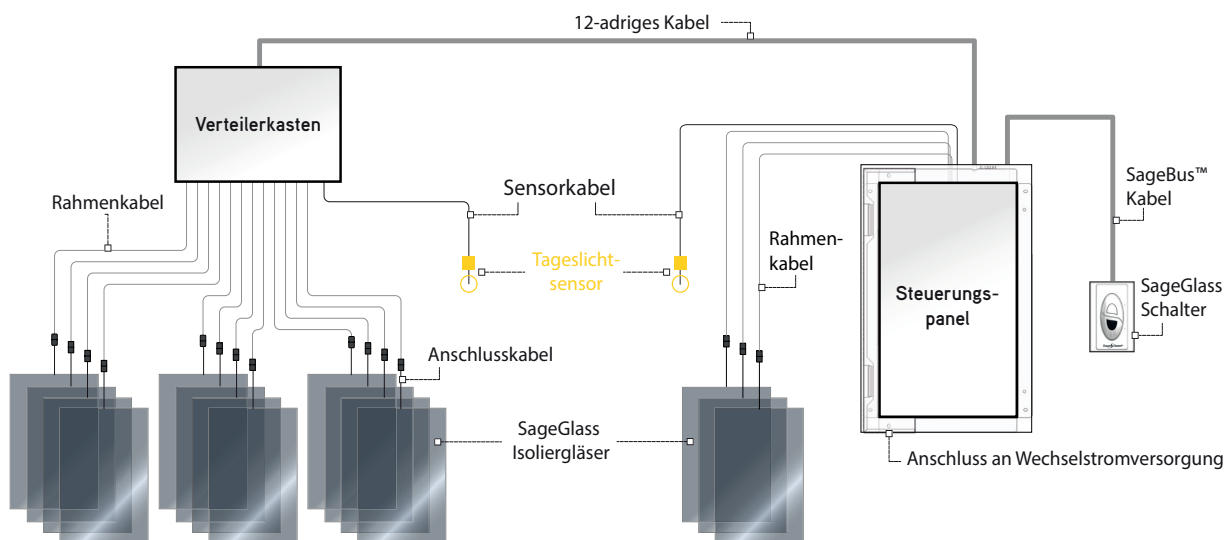 12-adriges Kabel
Verteilerkasten
Rahmenkabel
Sensorkabel
Tageslicht-
sensor
Rahmen-
kabel
Steuerungs-
panel
SageBus™
Kabel
SageGlass
Schalter
Anschlusskabel
SageGlass
Isoliergläser
Anschluss an Wechselstromversorgung